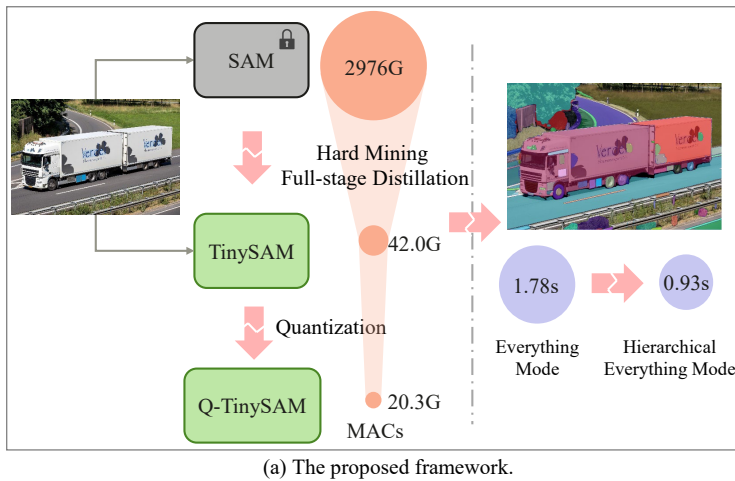 SAM
2976G
Hard Mining
Full-stage Distillation
TinySAM
42.0G
Quantization
Q-TinySAM
20.3G
MACs
1.78s
0.93s
Everything
Mode
Hierarchical
Everything Mode
(a) The proposed framework.